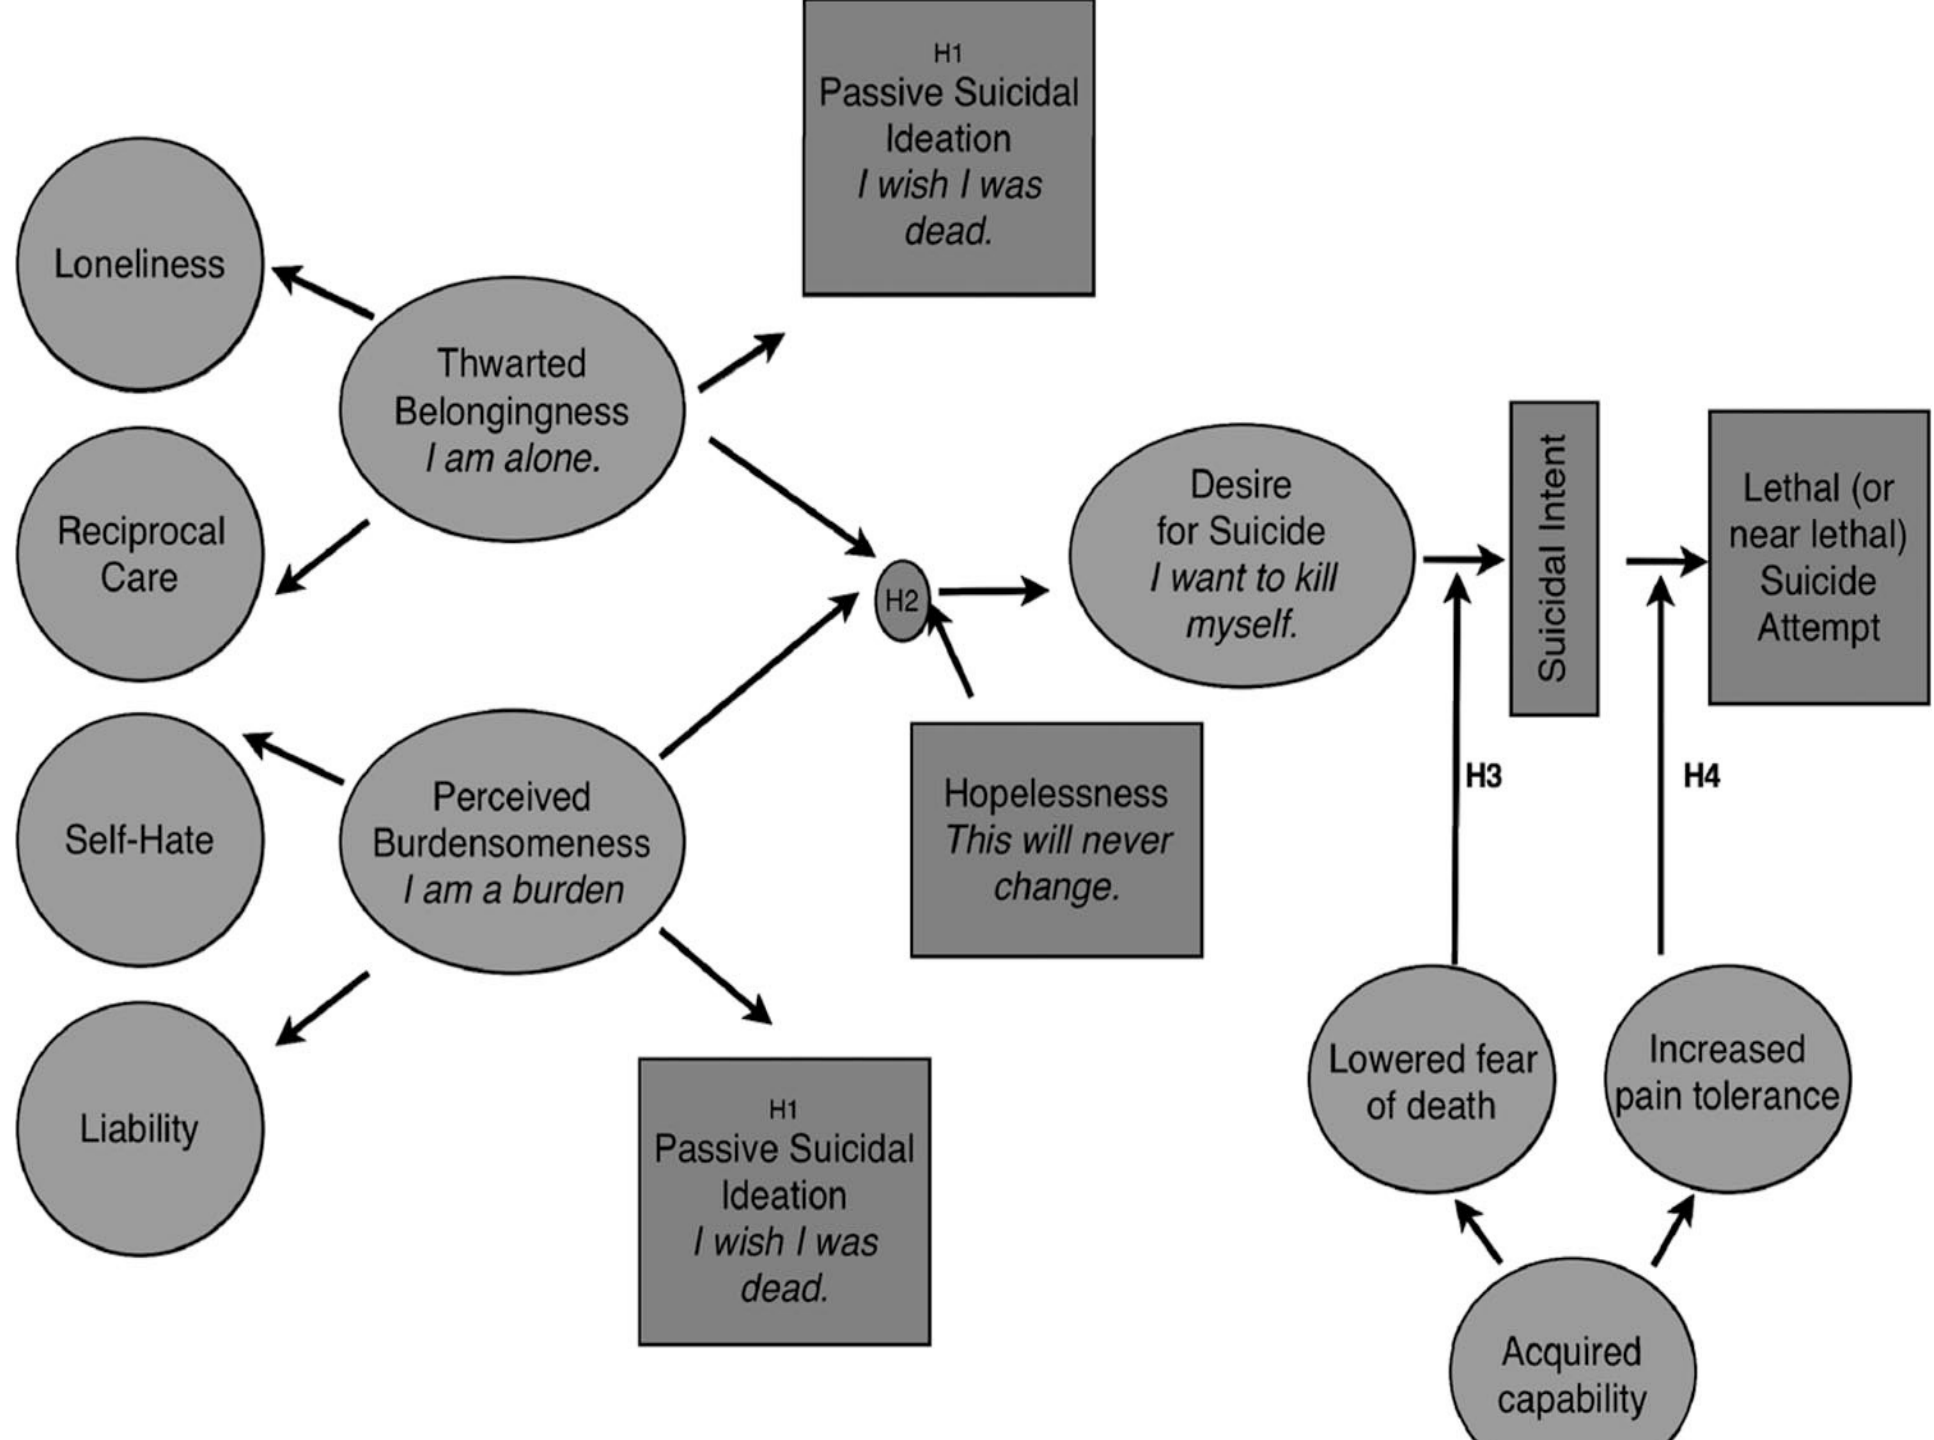 H1
Passive Suicidal
Ideation
I wish I was
dead.
Loneliness
Thwarted
Belongingness
I am alone.
Reciprocal
Care
Desire
for Suicide
I want to kill
myself.
Suicidal Intent
Lethal (or
near lethal)
Suicide
Attempt
H2
Self-Hate
Perceived
Burdensomeness
I am a burden
Hopelessness
This will never
change.
H3
H4
Liability
H1
Passive Suicidal
Ideation
I wish I was
dead.
Lowered fear
of death
Increased
pain tolerance
Acquired
capability